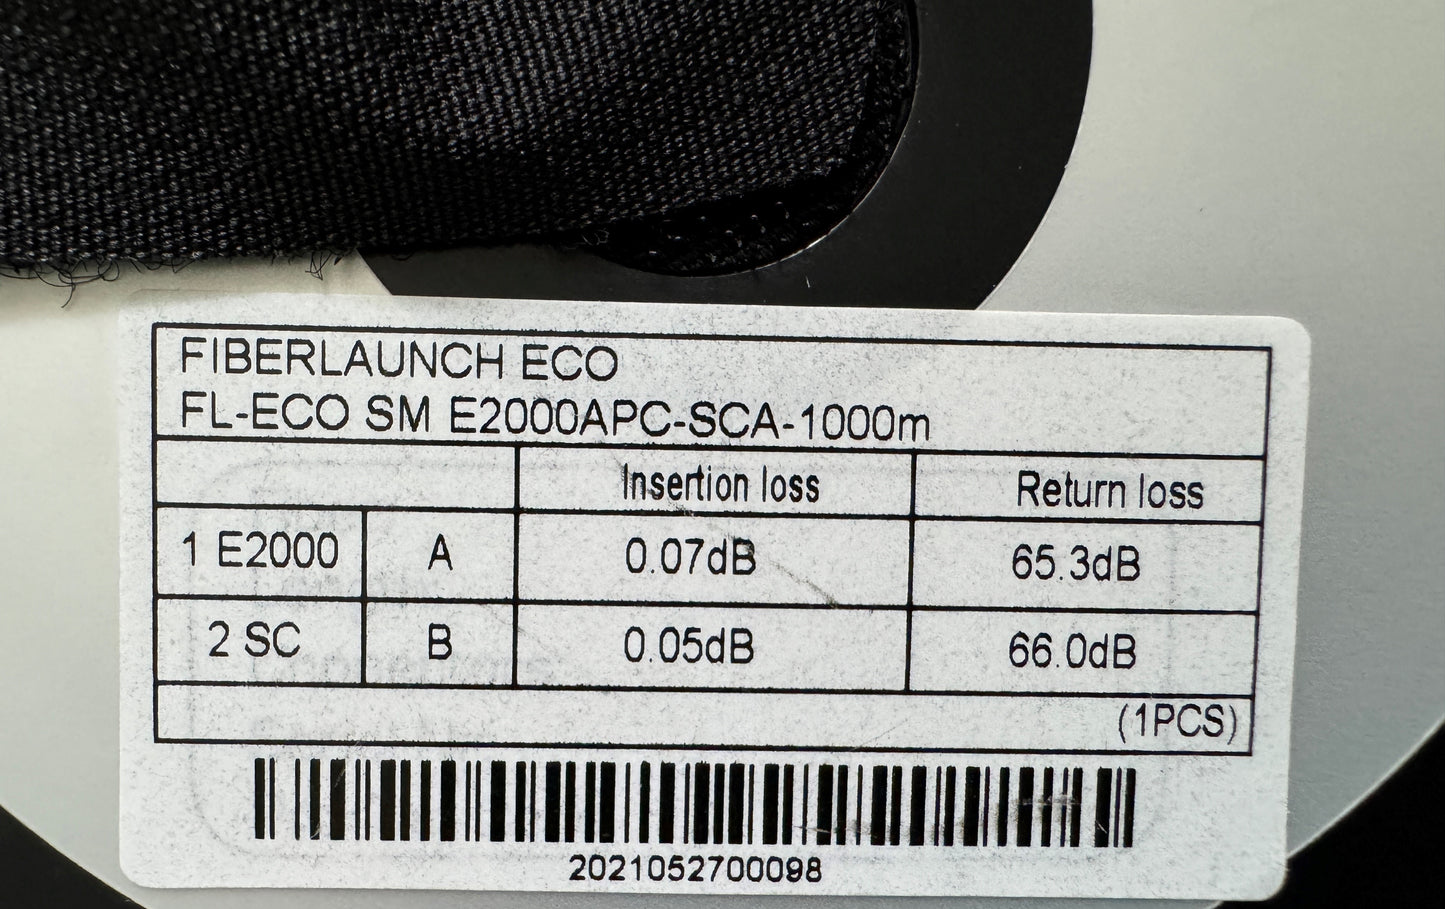 FIBERLAUNCH ECO
FL-ECO SM E2000APC-SCA-1000m
Insertion loss Return loss
1 E2000 A 0.07dB 65.3dB
2 SC B 0.05dB 66.0dB
(1PCS)
2021052700098